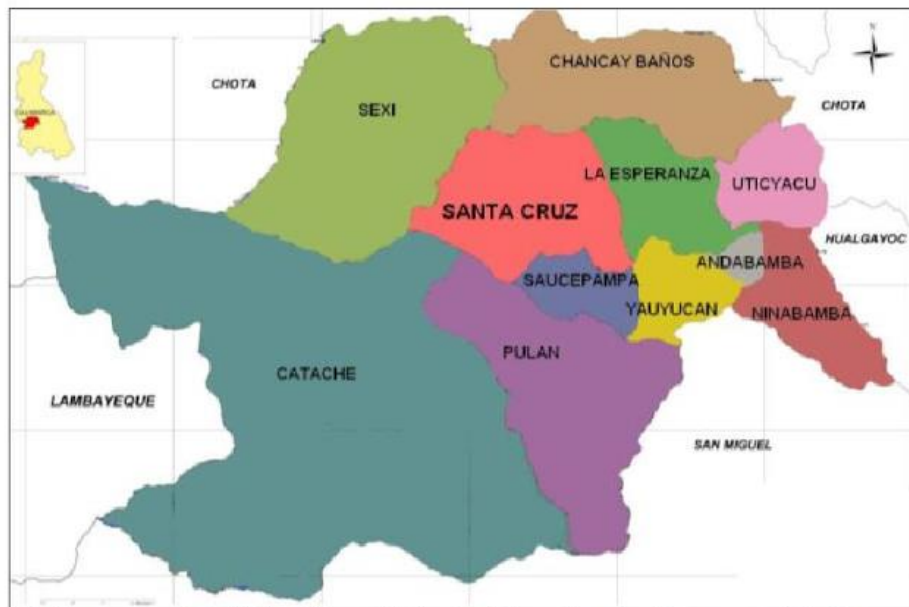 N
CHANCAY BAÑOS
CHOTA
SEXI
CHOTA
LA ESPERANZA
UTICYACU
SANTA CRUZ
HUALGAYOC
ANDABAMBA
SAUCEPAMPA
YAUYUCAN
NINABAMBA
PULAN
CATACHE
LAMBAYEQUE
SAN MIGUEL